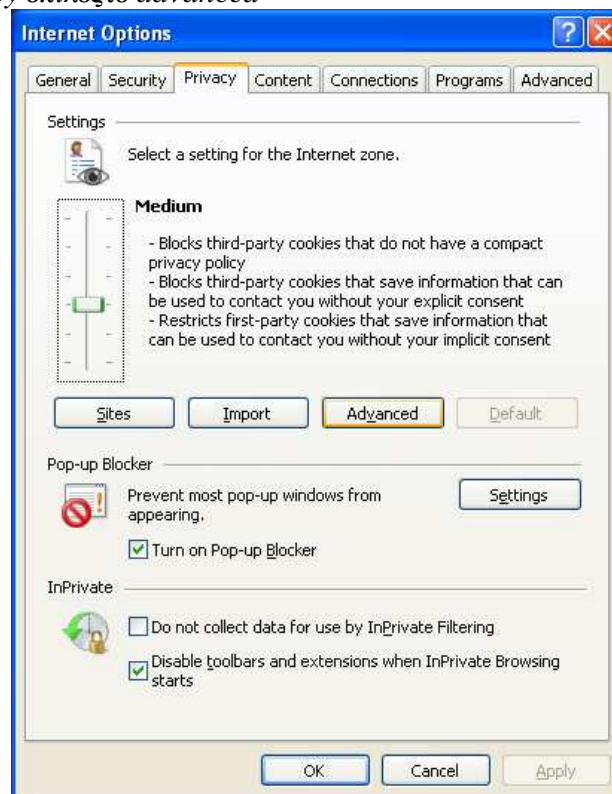 to advanced
Internet Options
General Security Privacy Content Connections Programs Advanced
Settings
Select a setting for the Internet zone.
Medium
- Blocks third-party cookies that do not have a compact
privacy policy
- Blocks third-party cookies that save information that can
be used to contact you without your explicit consent
- Restricts first-party cookies that save information that
can be used to contact you without your implicit consent
Sites Import Advanced Default
Pop-up Blocker
Prevent most pop-up windows from
appearing.
Settings
Turn on Pop-up Blocker
InPrivate
Do not collect data for use by InPrivate Filtering
Disable toolbars and extensions when InPrivate Browsing
starts
OK Cancel Apply